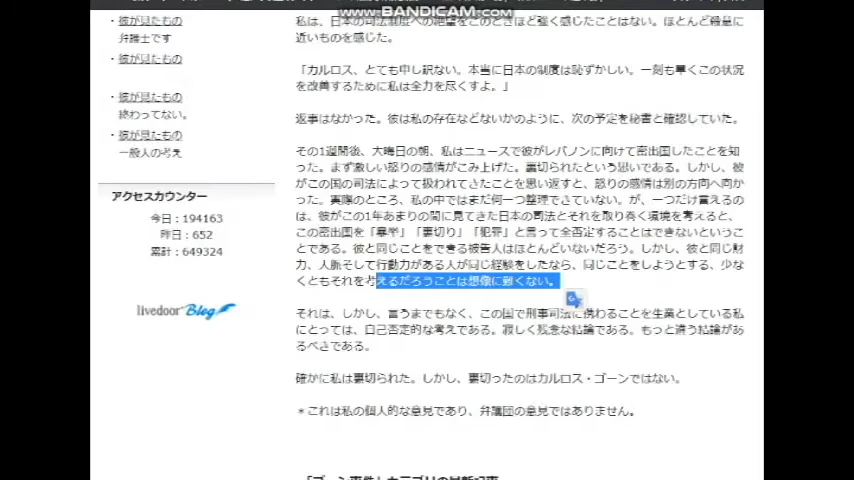 www.BANDICAM.com
・彼が見たもの
弁護士です
・彼が見たもの
・彼が見たもの
終わってない。
・彼が見たもの
一般人の考え
アクセスカウンター
今日：194163
昨日：652
累計：649324
livedoor Blog
私は、日本の司法制度への絶望をこのときほど強く感じたことはない。ほとんど殺意に
近いものを感じた。
「カルロス、とても申し訳ない。本当に日本の制度は恥ずかしい。一刻も早くこの状況
を改善するために私は全力を尽くすよ。」
返事はなかった。彼は私の存在などないかのように、次の予定を秘書と確認していた。
その1週間後、大晦日の朝、私はニュースで彼がレバノンに向けて密出国したことを知
った。まず激しい怒りの感情がこみ上げた。裏切られたという思いである。しかし、彼
がこの国の司法によって扱われてきたことを思い返すと、怒りの感情は別の方向へ向か
った。実際のところ、私の中ではまだ何一つ整理できていない。が、一つだけ言えるの
は、彼がこの1年あまりの間に見てきた日本の司法とそれを取り巻く環境を考えると、
この密出国を「暴挙」「裏切り」「犯罪」と言って全否定することはできないというこ
とである。彼と同じことをできる被告人はほとんどいないだろう。しかし、彼と同じ財
力、人脈そして行動力がある人が同じ経験をしたなら、同じことをしようとする、少な
くともそれを考えるだろうことは想像に難くない。
それは、しかし、言うまでもなく、この国で刑事司法に携わることを生業としている私
にとっては、自己否定的な考えである。寂しく残念な結論である。もっと違う結論があ
るべきである。
確かに私は裏切られた。しかし、裏切ったのはカルロス・ゴーンではない。
＊これは私の個人的な意見であり、弁護団の意見ではありません。